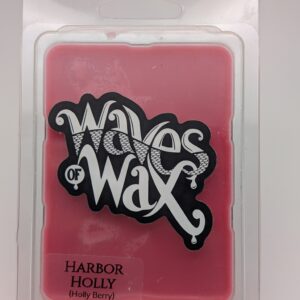 Waves
OF
Wax
HARBOR
HOLLY
(Holly Berry)